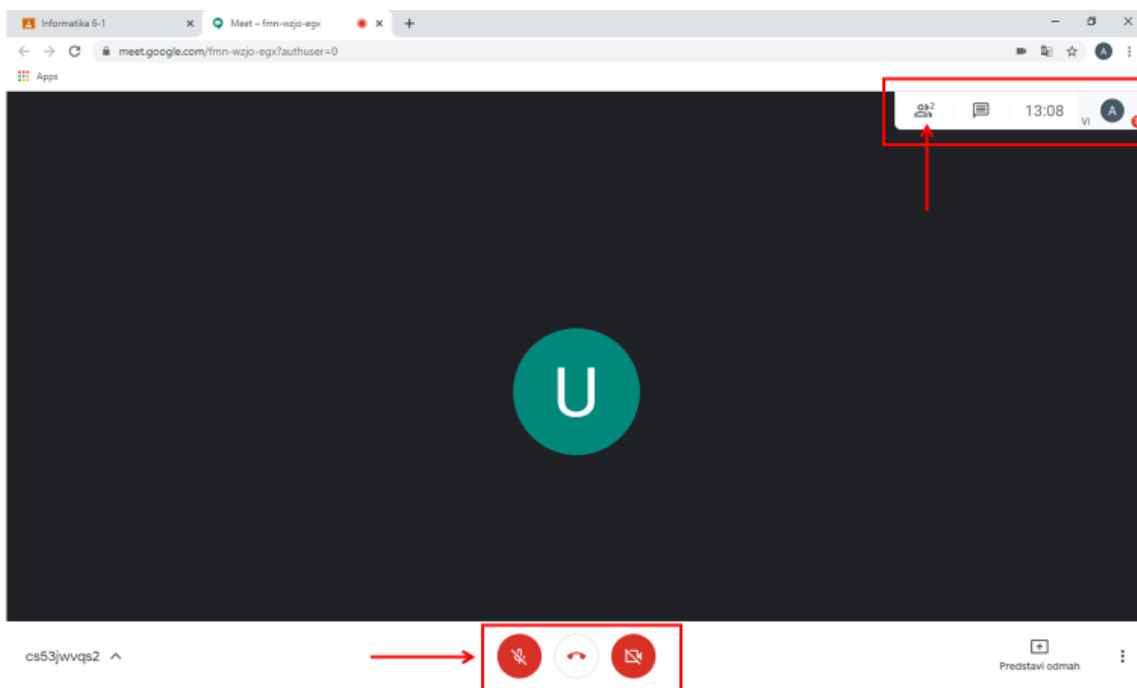 Informatika 6-1
Meet – fmn-wzjo-egx
meet.google.com/fmn-wzjo-egx?authuser=0
A
Apps
2
13:08
VI
A
U
cs53jwvqs2
Predstavi odmah